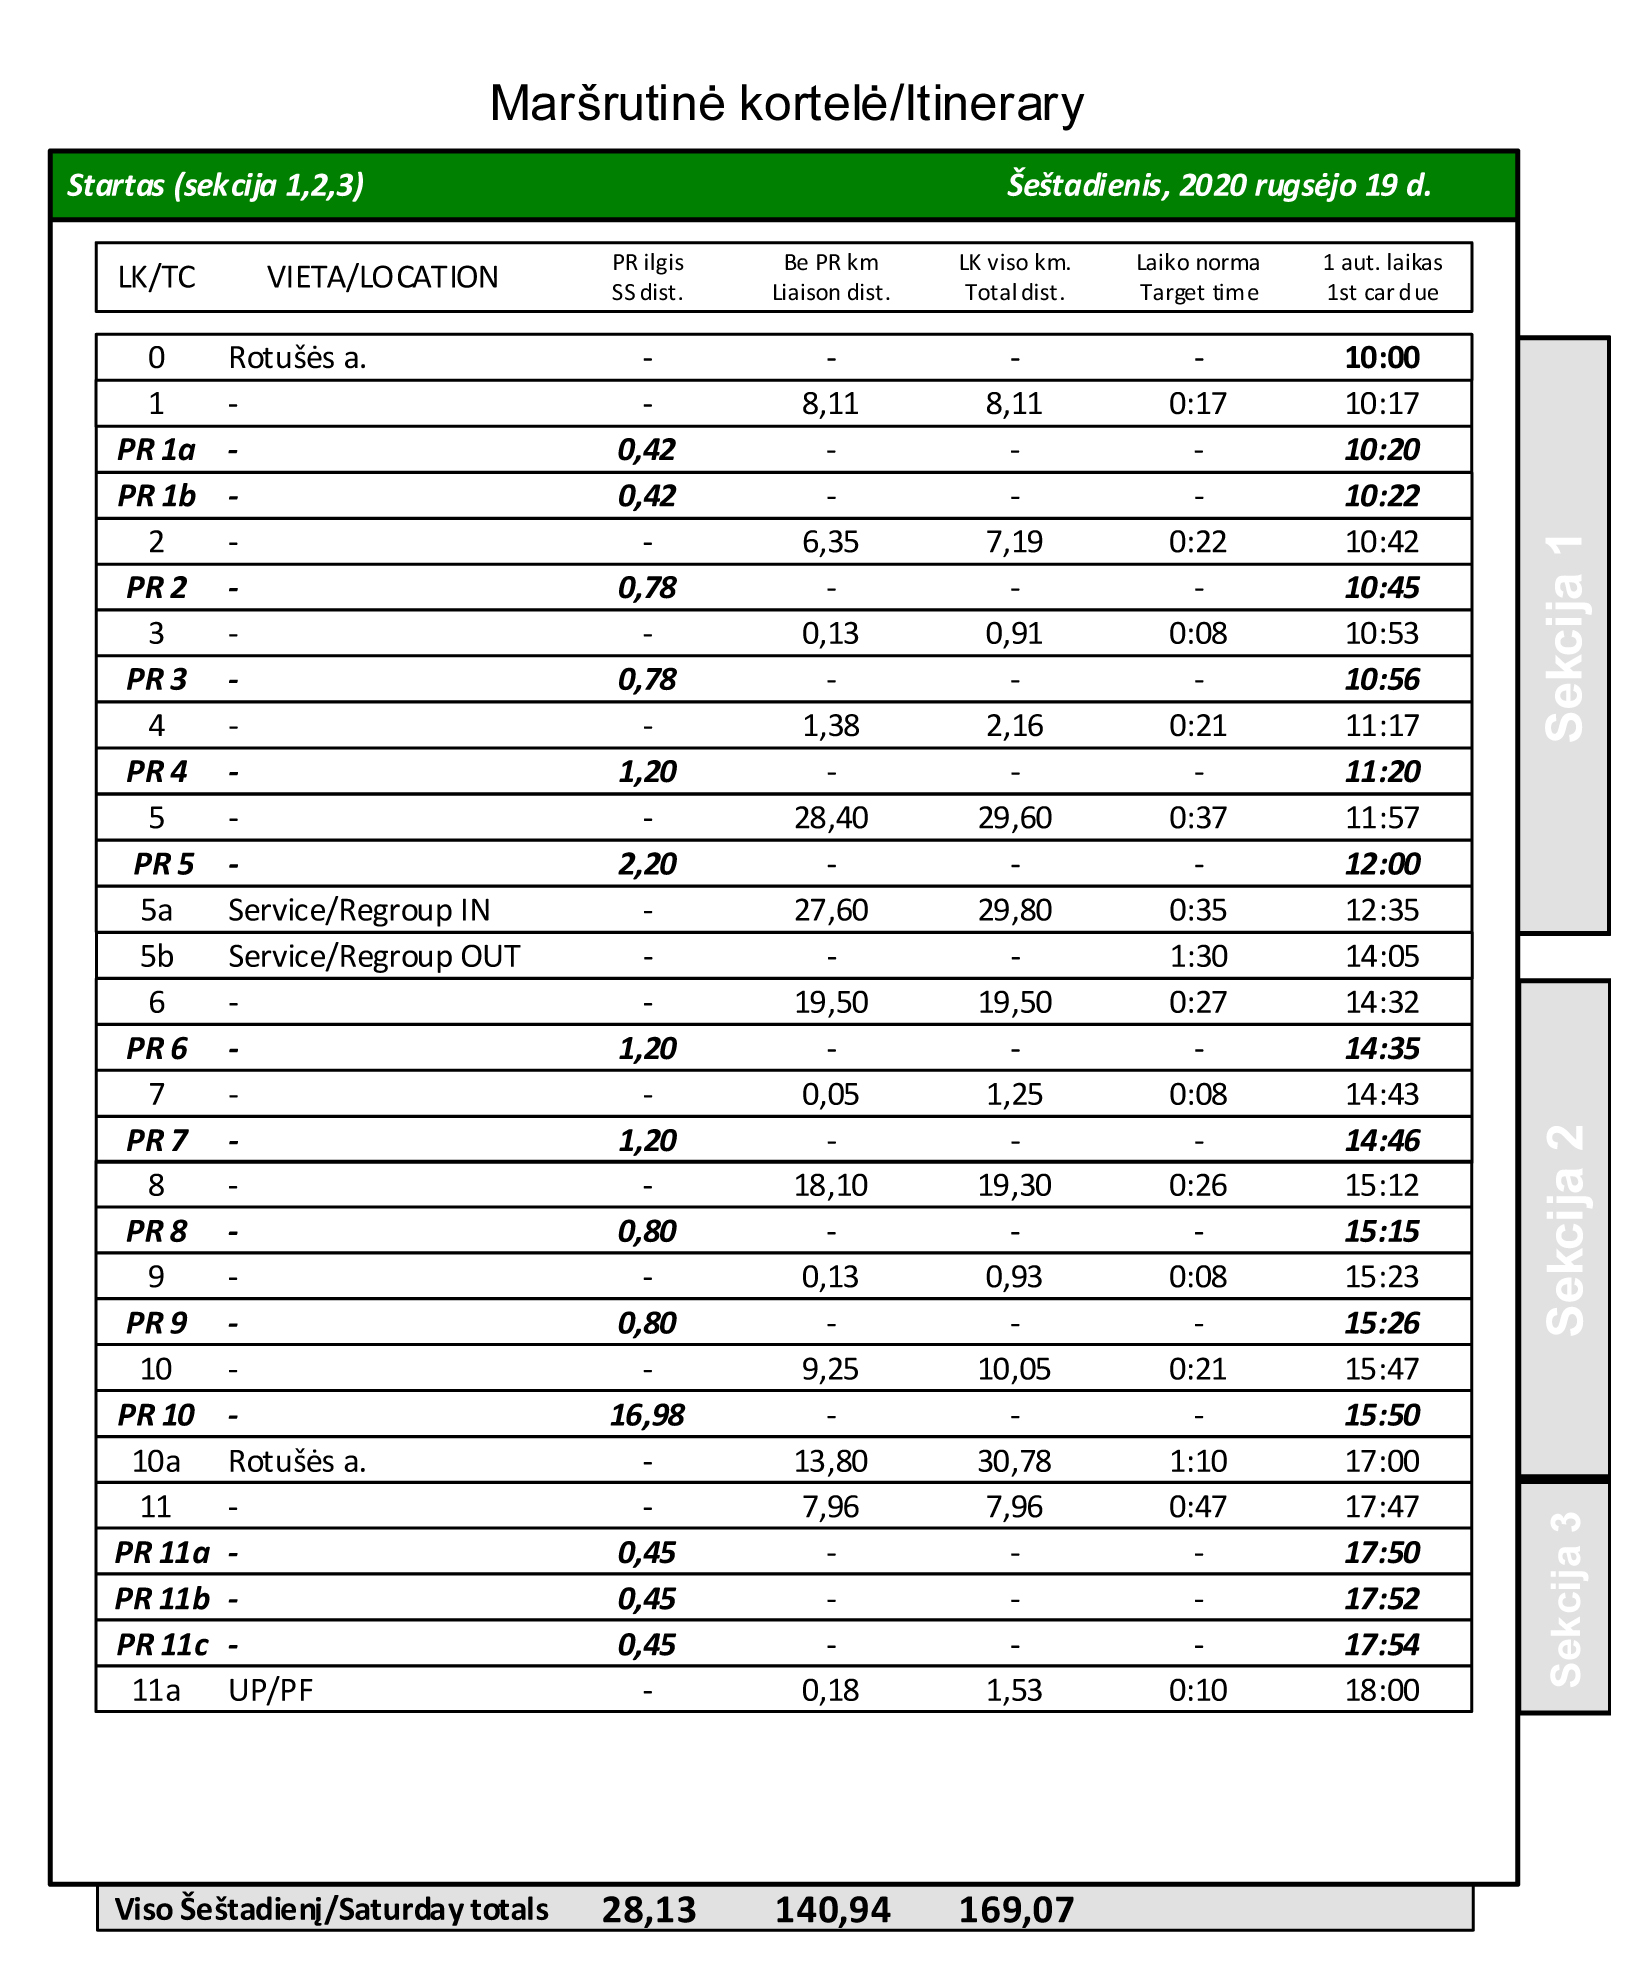 Maršrutinė kortelė/Itinerary
Startas (sekcija 1,2,3) Šeštadienis, 2020 rugsėjo 19 d.
LK/TC VIETA/LOCATION PR ilgis Be PR km LK viso km. Laiko norma 1 aut. laikas
SS dist. Liaison dist. Total dist. Target time 1st car due
0 Rotušės a. - - - - 10:00
1 - - 8,11 8,11 0:17 10:17
PR 1a - 0,42 - - - 10:20
PR 1b - 0,42 - - - 10:22
2 - - 6,35 7,19 0:22 10:42
PR 2 - 0,78 - - - 10:45
3 - - 0,13 0,91 0:08 10:53
PR 3 - 0,78 - - - 10:56
4 - - 1,38 2,16 0:21 11:17
PR 4 - 1,20 - - - 11:20
5 - - 28,40 29,60 0:37 11:57
PR 5 - 2,20 - - - 12:00
5a Service/Regroup IN - 27,60 29,80 0:35 12:35
Sekcija 1
5b Service/Regroup OUT - - - 1:30 14:05
6 - - 19,50 19,50 0:27 14:32
PR 6 - 1,20 - - - 14:35
7 - - 0,05 1,25 0:08 14:43
PR 7 - 1,20 - - - 14:46
8 - - 18,10 19,30 0:26 15:12
PR 8 - 0,80 - - - 15:15
9 - - 0,13 0,93 0:08 15:23
PR 9 - 0,80 - - - 15:26
10 - - 9,25 10,05 0:21 15:47
PR 10 - 16,98 - - - 15:50
10a Rotušės a. - 13,80 30,78 1:10 17:00
Sekcija 2
11 - - 7,96 7,96 0:47 17:47
PR 11a - 0,45 - - - 17:50
PR 11b - 0,45 - - - 17:52
PR 11c - 0,45 - - - 17:54
11a UP/PF - 0,18 1,53 0:10 18:00
Sekcija 3
Viso Šeštadienį/Saturday totals 28,13 140,94 169,07